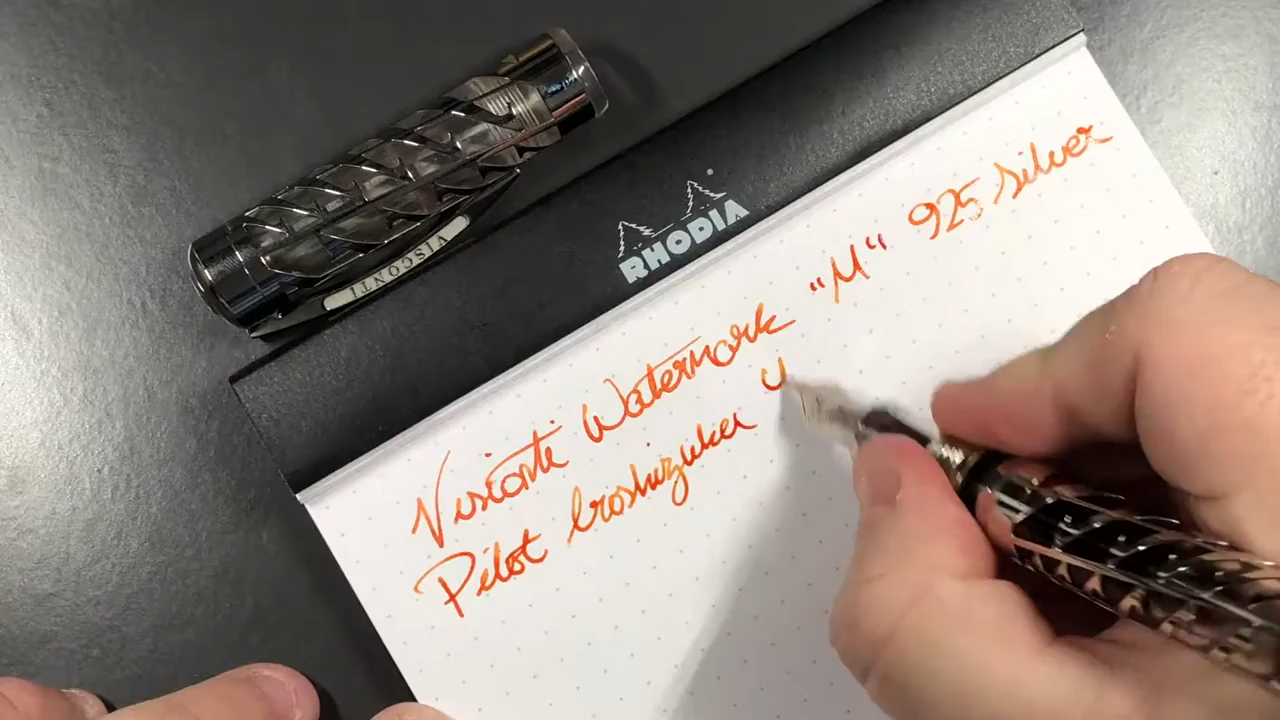 VISCONTI
RHODIA
Visconti Watermark "M" 925 Silver
Pilot Iroshizuku